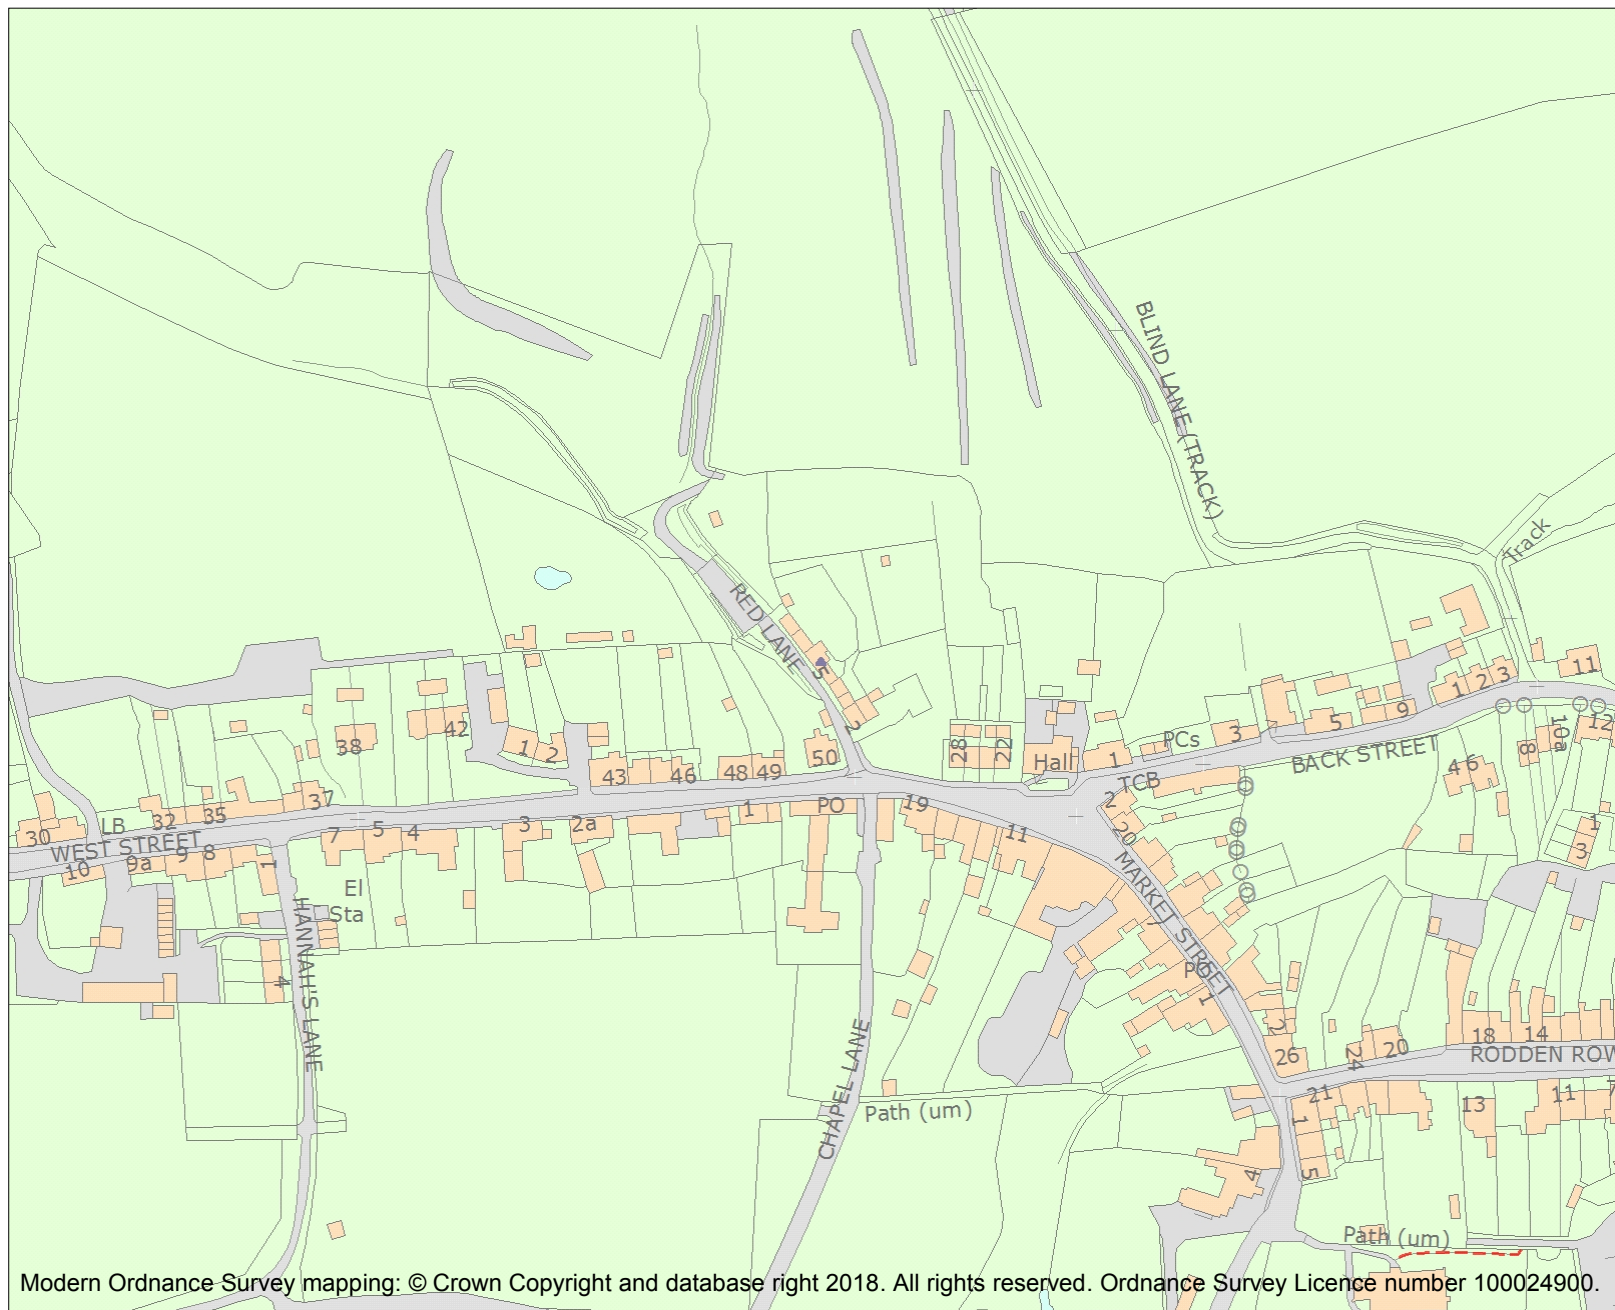 BLIND LANE (TRACK)
Track
RED LANE
5
2
11
1 2 3
12
10a
8
9
5
3
PCs
BACK STREET
4 6
1
TCB
2
Hall
28
22
42
38
1 2
43
46
48 49
50
37
35
32
LB
30
WEST STREET
10
9a
9
8
1
7
5
4
3
2a
1
PO
19
11
20
MARKET STREET
1
3
El
Sta
HANNAH'S LANE
4
PO
1
2
26
24
20
18
14
RODDEN ROW
CHAPEL LANE
Path (um)
21
1
13
11
7
4
5
Path (um)
Modern Ordnance Survey mapping: © Crown Copyright and database right 2018. All rights reserved. Ordnance Survey Licence number 100024900.